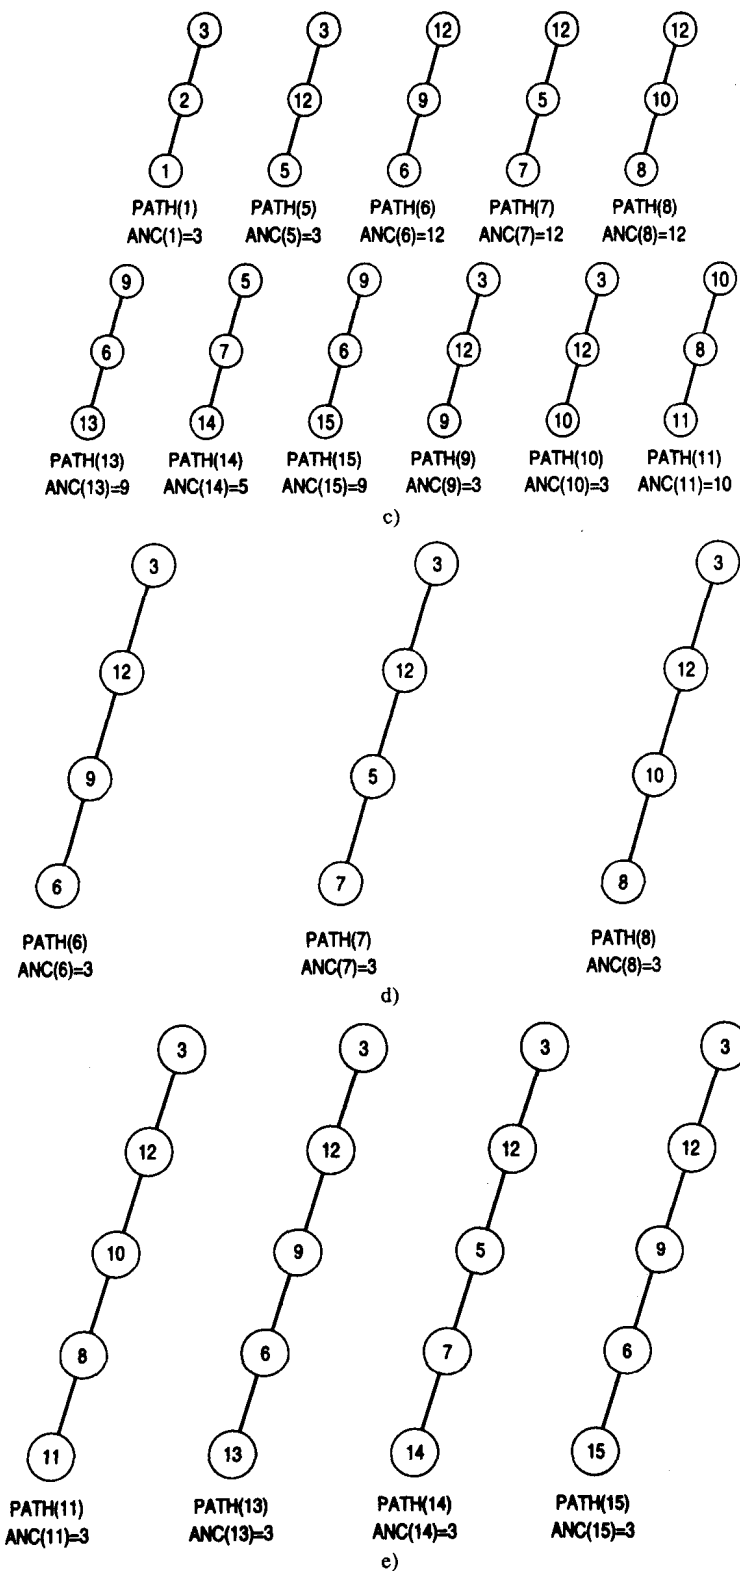 3 3 12 12 12
2 12 9 5 10
1 5 6 7 8
PATH(1) PATH(5) PATH(6) PATH(7) PATH(8)
ANC(1)=3 ANC(5)=3 ANC(6)=12 ANC(7)=12 ANC(8)=12
9 5 9 3 3 10
6 7 6 12 12 8
13 14 15 9 10 11
PATH(13) PATH(14) PATH(15) PATH(9) PATH(10) PATH(11)
ANC(13)=9 ANC(14)=5 ANC(15)=9 ANC(9)=3 ANC(10)=3 ANC(11)=10
c)
3 3 3
12 12 12
9 5 10
6 7 8
PATH(6) PATH(7) PATH(8)
ANC(6)=3 ANC(7)=3 ANC(8)=3
d)
3 3 3 3
12 12 12 12
10 9 5 9
8 6 7 6
11 13 14 15
PATH(11) PATH(13) PATH(14) PATH(15)
ANC(11)=3 ANC(13)=3 ANC(14)=3 ANC(15)=3
e)